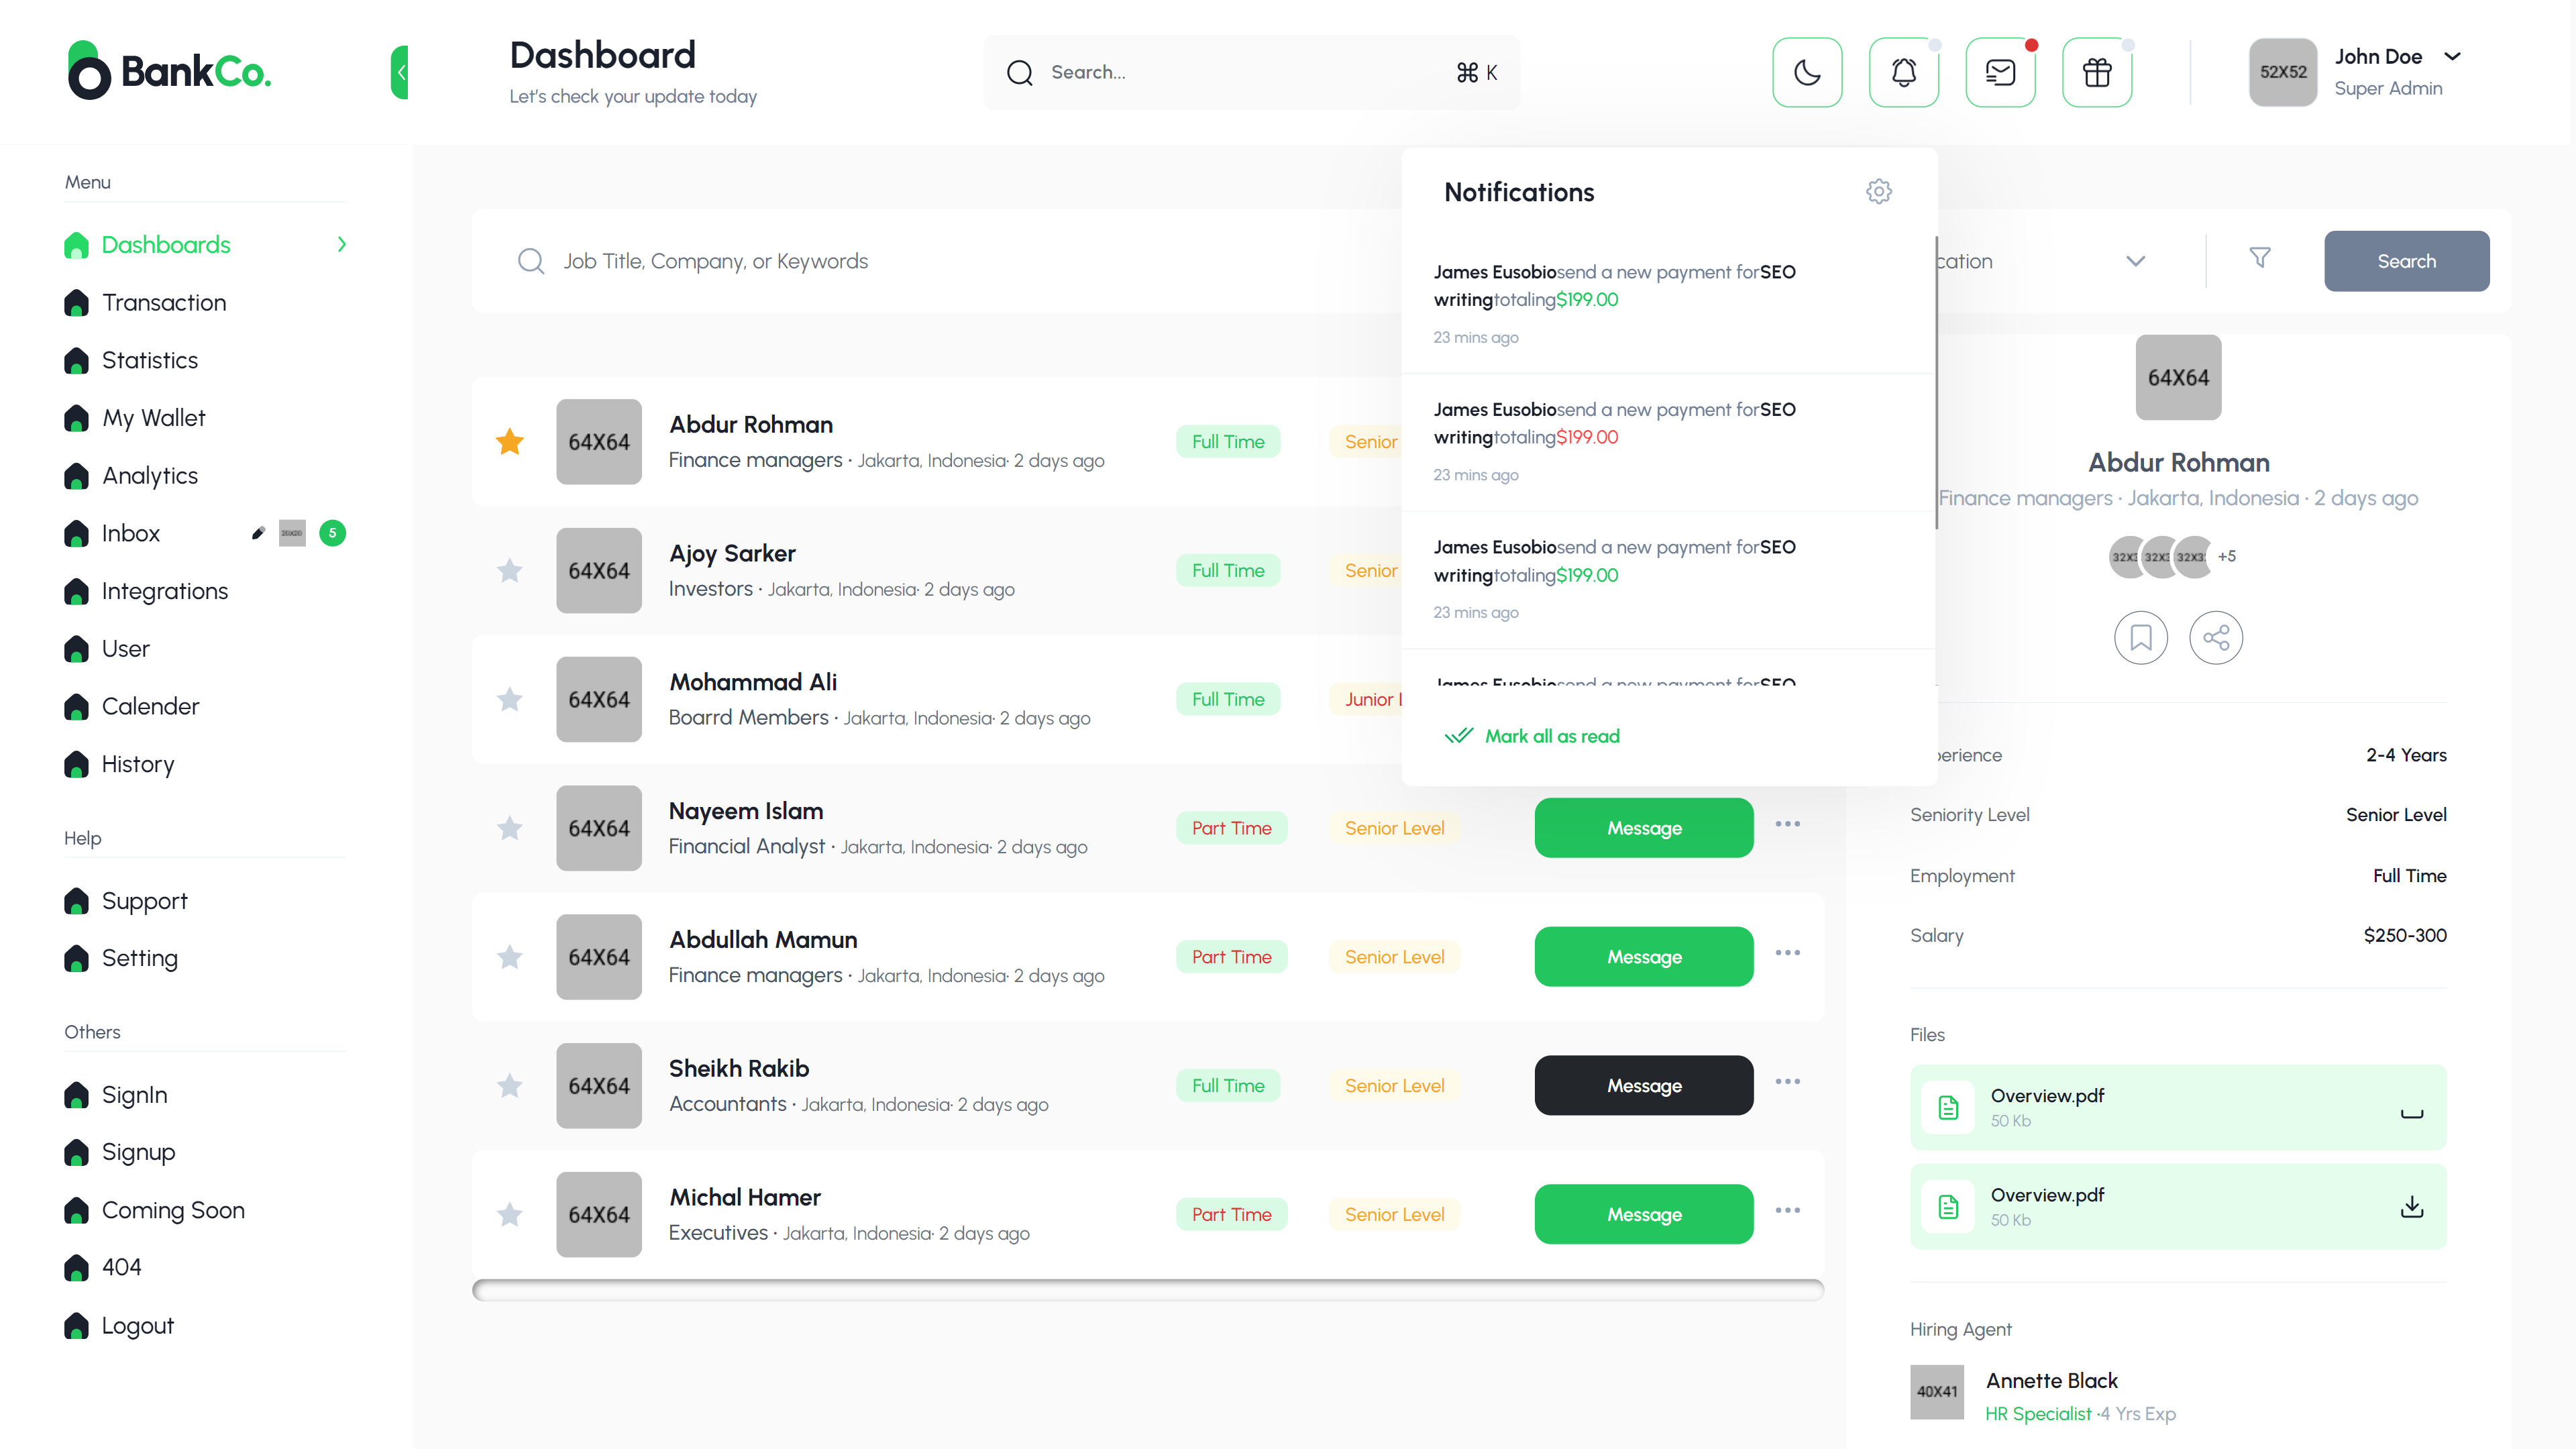 BankCo.
Dashboard
Let's check your update today
Search...
⌘ K
52X52
John Doe
Super Admin
Menu
Dashboards
Transaction
Statistics
My Wallet
Analytics
Inbox
5
Integrations
User
Calender
History
Help
Support
Setting
Others
SignIn
Signup
Coming Soon
404
Logout
Job Title, Company, or Keywords
cation
Search
64X64
Abdur Rohman
Finance managers · Jakarta, Indonesia· 2 days ago
Full Time
Senior
64X64
Ajoy Sarker
Investors · Jakarta, Indonesia· 2 days ago
Full Time
Senior
64X64
Mohammad Ali
Boarrd Members · Jakarta, Indonesia· 2 days ago
Full Time
Junior L
64X64
Nayeem Islam
Financial Analyst · Jakarta, Indonesia· 2 days ago
Part Time
Senior Level
Message
64X64
Abdullah Mamun
Finance managers · Jakarta, Indonesia· 2 days ago
Part Time
Senior Level
Message
64X64
Sheikh Rakib
Accountants · Jakarta, Indonesia· 2 days ago
Full Time
Senior Level
Message
64X64
Michal Hamer
Executives · Jakarta, Indonesia· 2 days ago
Part Time
Senior Level
Message
Notifications
James Eusobiosend a new payment forSEO
writingtotaling$199.00
23 mins ago
James Eusobiosend a new payment forSEO
writingtotaling$199.00
23 mins ago
James Eusobiosend a new payment forSEO
writingtotaling$199.00
23 mins ago
James Eusobiosend a new payment forSEO
Mark all as read
64X64
Abdur Rohman
Finance managers · Jakarta, Indonesia · 2 days ago
32X3
32X3
32X3
+5
perience
2-4 Years
Seniority Level
Senior Level
Employment
Full Time
Salary
$250-300
Files
Overview.pdf
50 Kb
Overview.pdf
50 Kb
Hiring Agent
40X41
Annette Black
HR Specialist ·4 Yrs Exp